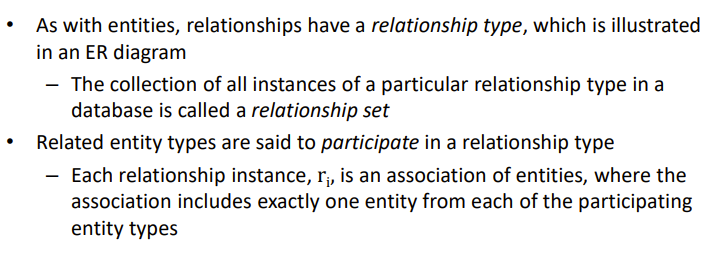 • As with entities, relationships have a relationship type, which is illustrated
in an ER diagram
– The collection of all instances of a particular relationship type in a
database is called a relationship set
• Related entity types are said to participate in a relationship type
– Each relationship instance, rᵢ, is an association of entities, where the
association includes exactly one entity from each of the participating
entity types